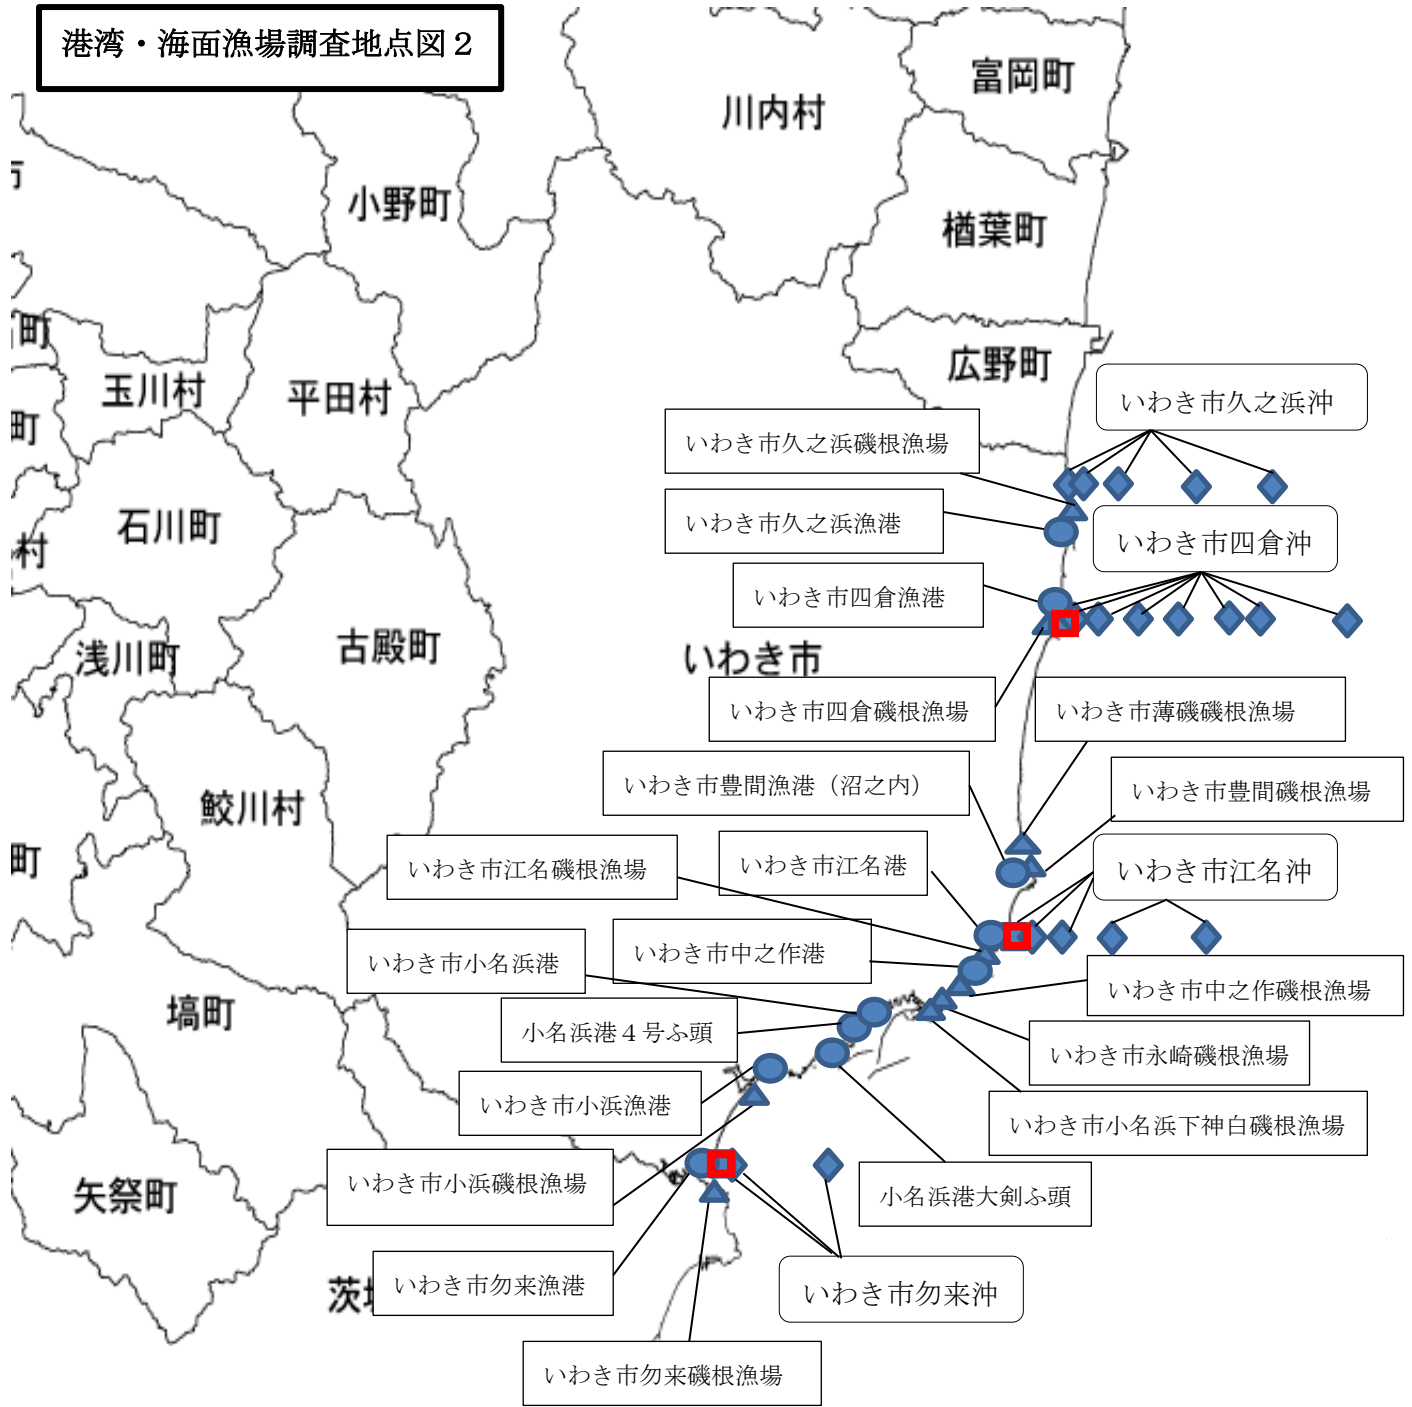 港湾・海面漁場調査地点図２
富岡町
川内村
小野町
楢葉町
町
玉川村
平田村
広野町
いわき市久之浜沖
町
いわき市久之浜磯根漁場
石川町
いわき市久之浜漁港
いわき市四倉沖
村
いわき市四倉漁港
浅川町
古殿町
いわき市
いわき市四倉磯根漁場
いわき市薄磯磯根漁場
いわき市豊間漁港（沼之内）
いわき市豊間磯根漁場
鮫川村
町
いわき市江名磯根漁場
いわき市江名港
いわき市江名沖
いわき市小名浜港
いわき市中之作港
いわき市中之作磯根漁場
塙町
小名浜港４号ふ頭
いわき市永崎磯根漁場
いわき市小浜漁港
いわき市小名浜下神白磯根漁場
矢祭町
いわき市小浜磯根漁場
小名浜港大剣ふ頭
茨
いわき市勿来漁港
いわき市勿来沖
いわき市勿来磯根漁場